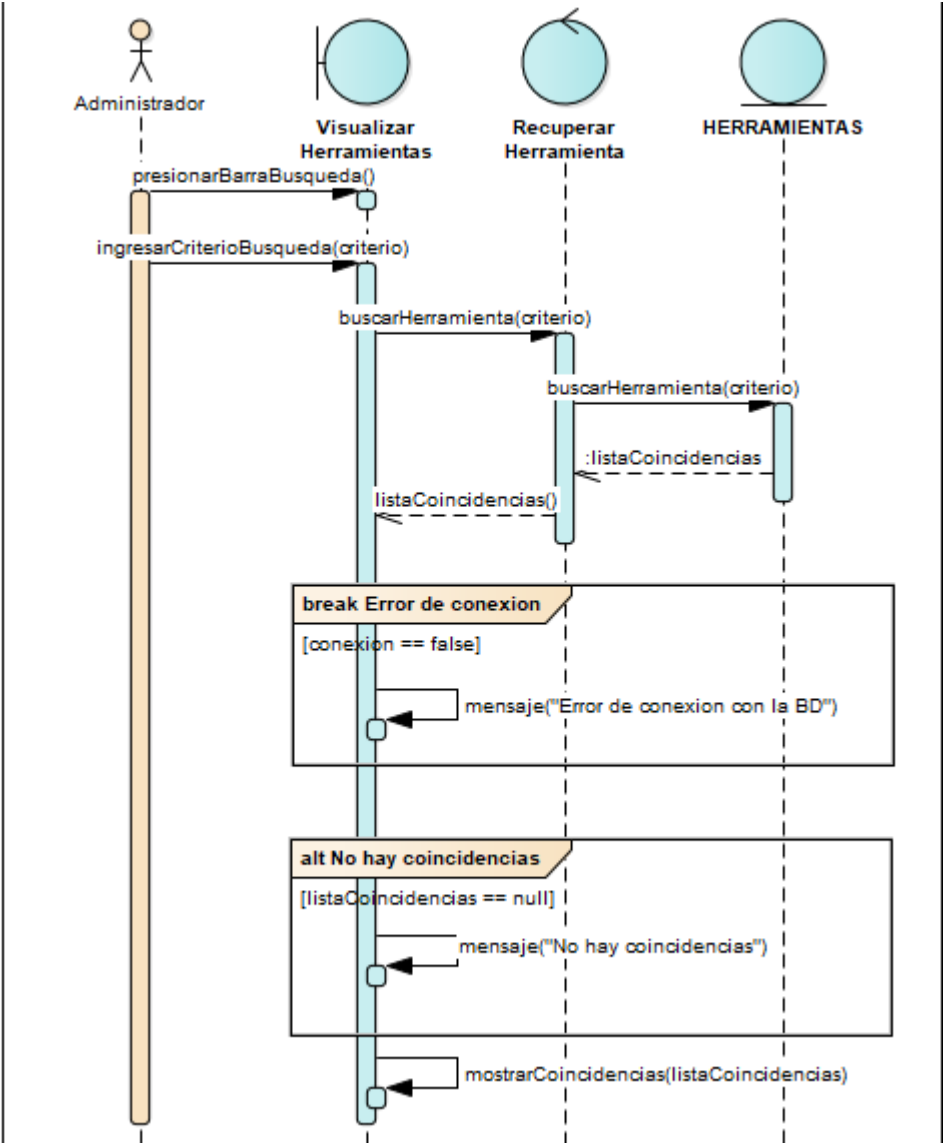 Administrador
Visualizar
Herramientas
Recuperar
Herramienta
HERRAMIENTAS
presionarBarraBusqueda()
ingresarCriterioBusqueda(criterio)
buscarHerramienta(criterio)
buscarHerramienta(criterio)
:listaCoincidencias
listaCoincidencias()
break Error de conexion
[conexion == false]
mensaje("Error de conexion con la BD")
alt No hay coincidencias
[listaCoincidencias == null]
mensaje("No hay coincidencias")
mostrarCoincidencias(listaCoincidencias)